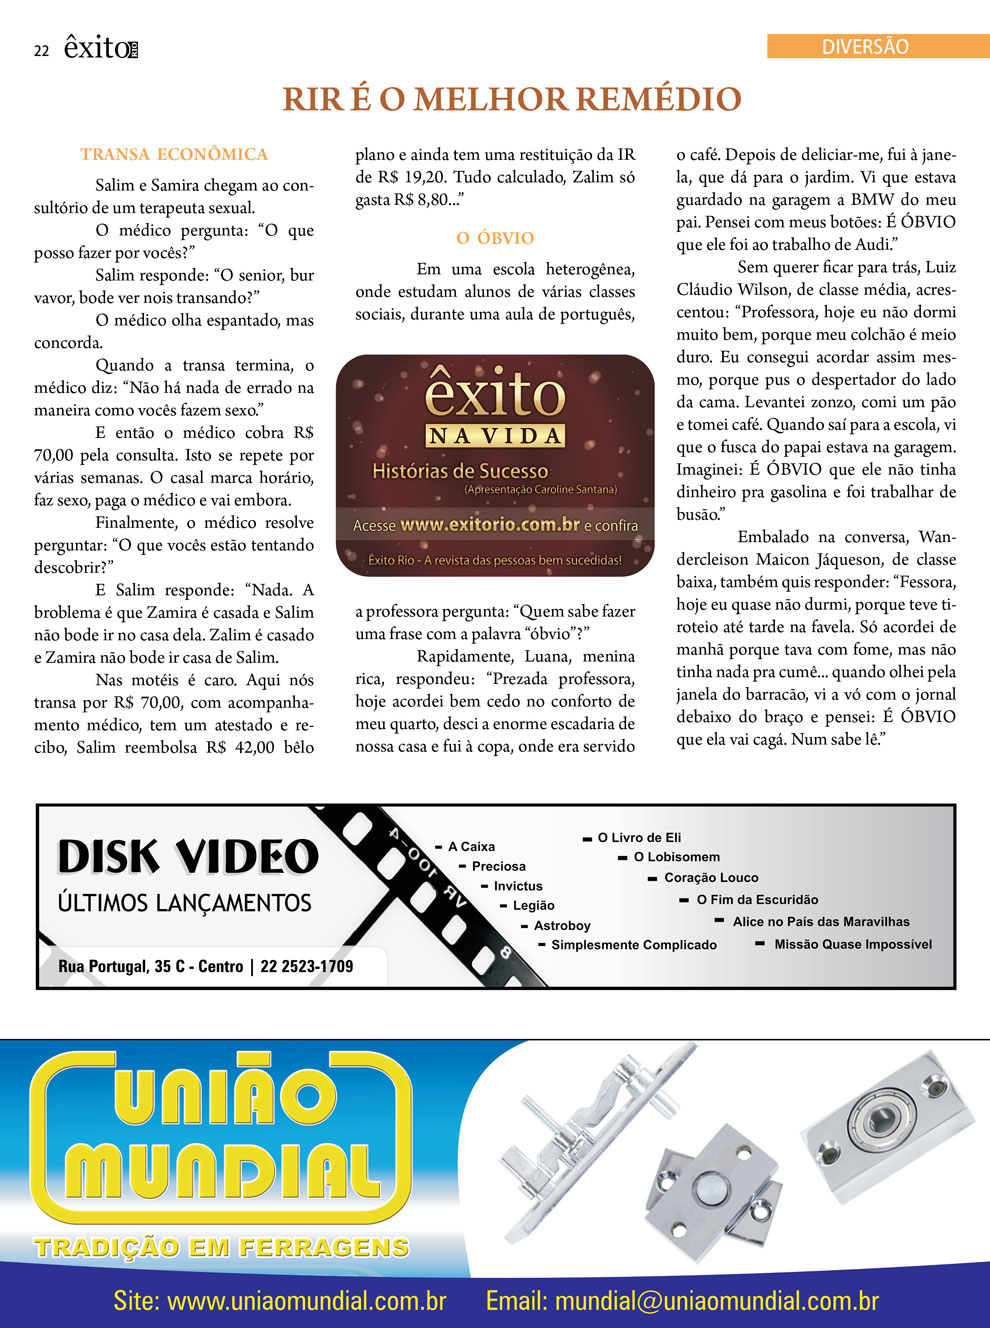 22 êxito RIO
DIVERSÃO
RIR É O MELHOR REMÉDIO
TRANSA ECONÔMICA
Salim e Samira chegam ao con-
sultório de um terapeuta sexual.
O médico pergunta: “O que
posso fazer por vocês?”
Salim responde: “O senior, bur
vavor, bode ver nois transando?”
O médico olha espantado, mas
concorda.
Quando a transa termina, o
médico diz: “Não há nada de errado na
maneira como vocês fazem sexo.”
E então o médico cobra R$
70,00 pela consulta. Isto se repete por
várias semanas. O casal marca horário,
faz sexo, paga o médico e vai embora.
Finalmente, o médico resolve
perguntar: “O que vocês estão tentando
descobrir?”
E Salim responde: “Nada. A
broblema é que Zamira é casada e Salim
não bode ir no casa dela. Zalim é casado
e Zamira não bode ir casa de Salim.
Nas motéis é caro. Aqui nós
transa por R$ 70,00, com acompanha-
mento médico, tem um atestado e re-
cibo, Salim reembolsa R$ 42,00 bêlo
plano e ainda tem uma restituição da IR
de R$ 19,20. Tudo calculado, Zalim só
gasta R$ 8,80...”
O ÓBVIO
Em uma escola heterogênea,
onde estudam alunos de várias classes
sociais, durante uma aula de português,
êxito
NA VIDA
Histórias de Sucesso
(Apresentação Caroline Santana)
Acesse www.exitorio.com.br e confira
Êxito Rio - A revista das pessoas bem sucedidas!
a professora pergunta: “Quem sabe fazer
uma frase com a palavra “óbvio”?”
Rapidamente, Luana, menina
rica, respondeu: “Prezada professora,
hoje acordei bem cedo no conforto de
meu quarto, desci a enorme escadaria de
nossa casa e fui à copa, onde era servido
o café. Depois de deliciar-me, fui à jane-
la, que dá para o jardim. Vi que estava
guardado na garagem a BMW do meu
pai. Pensei com meus botões: É ÓBVIO
que ele foi ao trabalho de Audi.”
Sem querer ficar para trás, Luiz
Cláudio Wilson, de classe média, acres-
centou: “Professora, hoje eu não dormi
muito bem, porque meu colchão é meio
duro. Eu consegui acordar assim mes-
mo, porque pus o despertador do lado
da cama. Levantei zonzo, comi um pão
e tomei café. Quando saí para a escola, vi
que o fusca do papai estava na garagem.
Imaginei: É ÓBVIO que ele não tinha
dinheiro pra gasolina e foi trabalhar de
busão.”
Embalado na conversa, Wan-
dercleison Maicon Jáqueson, de classe
baixa, também quis responder: “Fessora,
hoje eu quase não durmi, porque teve ti-
roteio até tarde na favela. Só acordei de
manhã porque tava com fome, mas não
tinha nada pra cumê... quando olhei pela
janela do barracão, vi a vó com o jornal
debaixo do braço e pensei: É ÓBVIO
que ela vai cagá. Num sabe lê.”
DISK VIDEO
ÚLTIMOS LANÇAMENTOS
Rua Portugal, 35 C - Centro | 22 2523-1709
4-001 RV
8
- A Caixa
- Preciosa
- Invictus
- Legião
- Astroboy
- Simplesmente Complicado
- O Livro de Eli
- O Lobisomem
- Coração Louco
- O Fim da Escuridão
- Alice no País das Maravilhas
- Missão Quase Impossível
UNIÃO
MUNDIAL
TRADIÇÃO EM FERRAGENS
Site: www.uniaomundial.com.br Email: mundial@uniaomundial.com.br